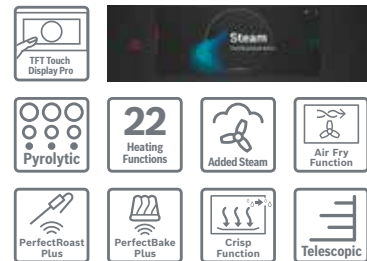 TFT Touch
Display Pro
Steam
Pyrolytic
22
Heating
Functions
Added Steam
Air Fry
Function
PerfectRoast
Plus
PerfectBake
Plus
Crisp
Function
Telescopic